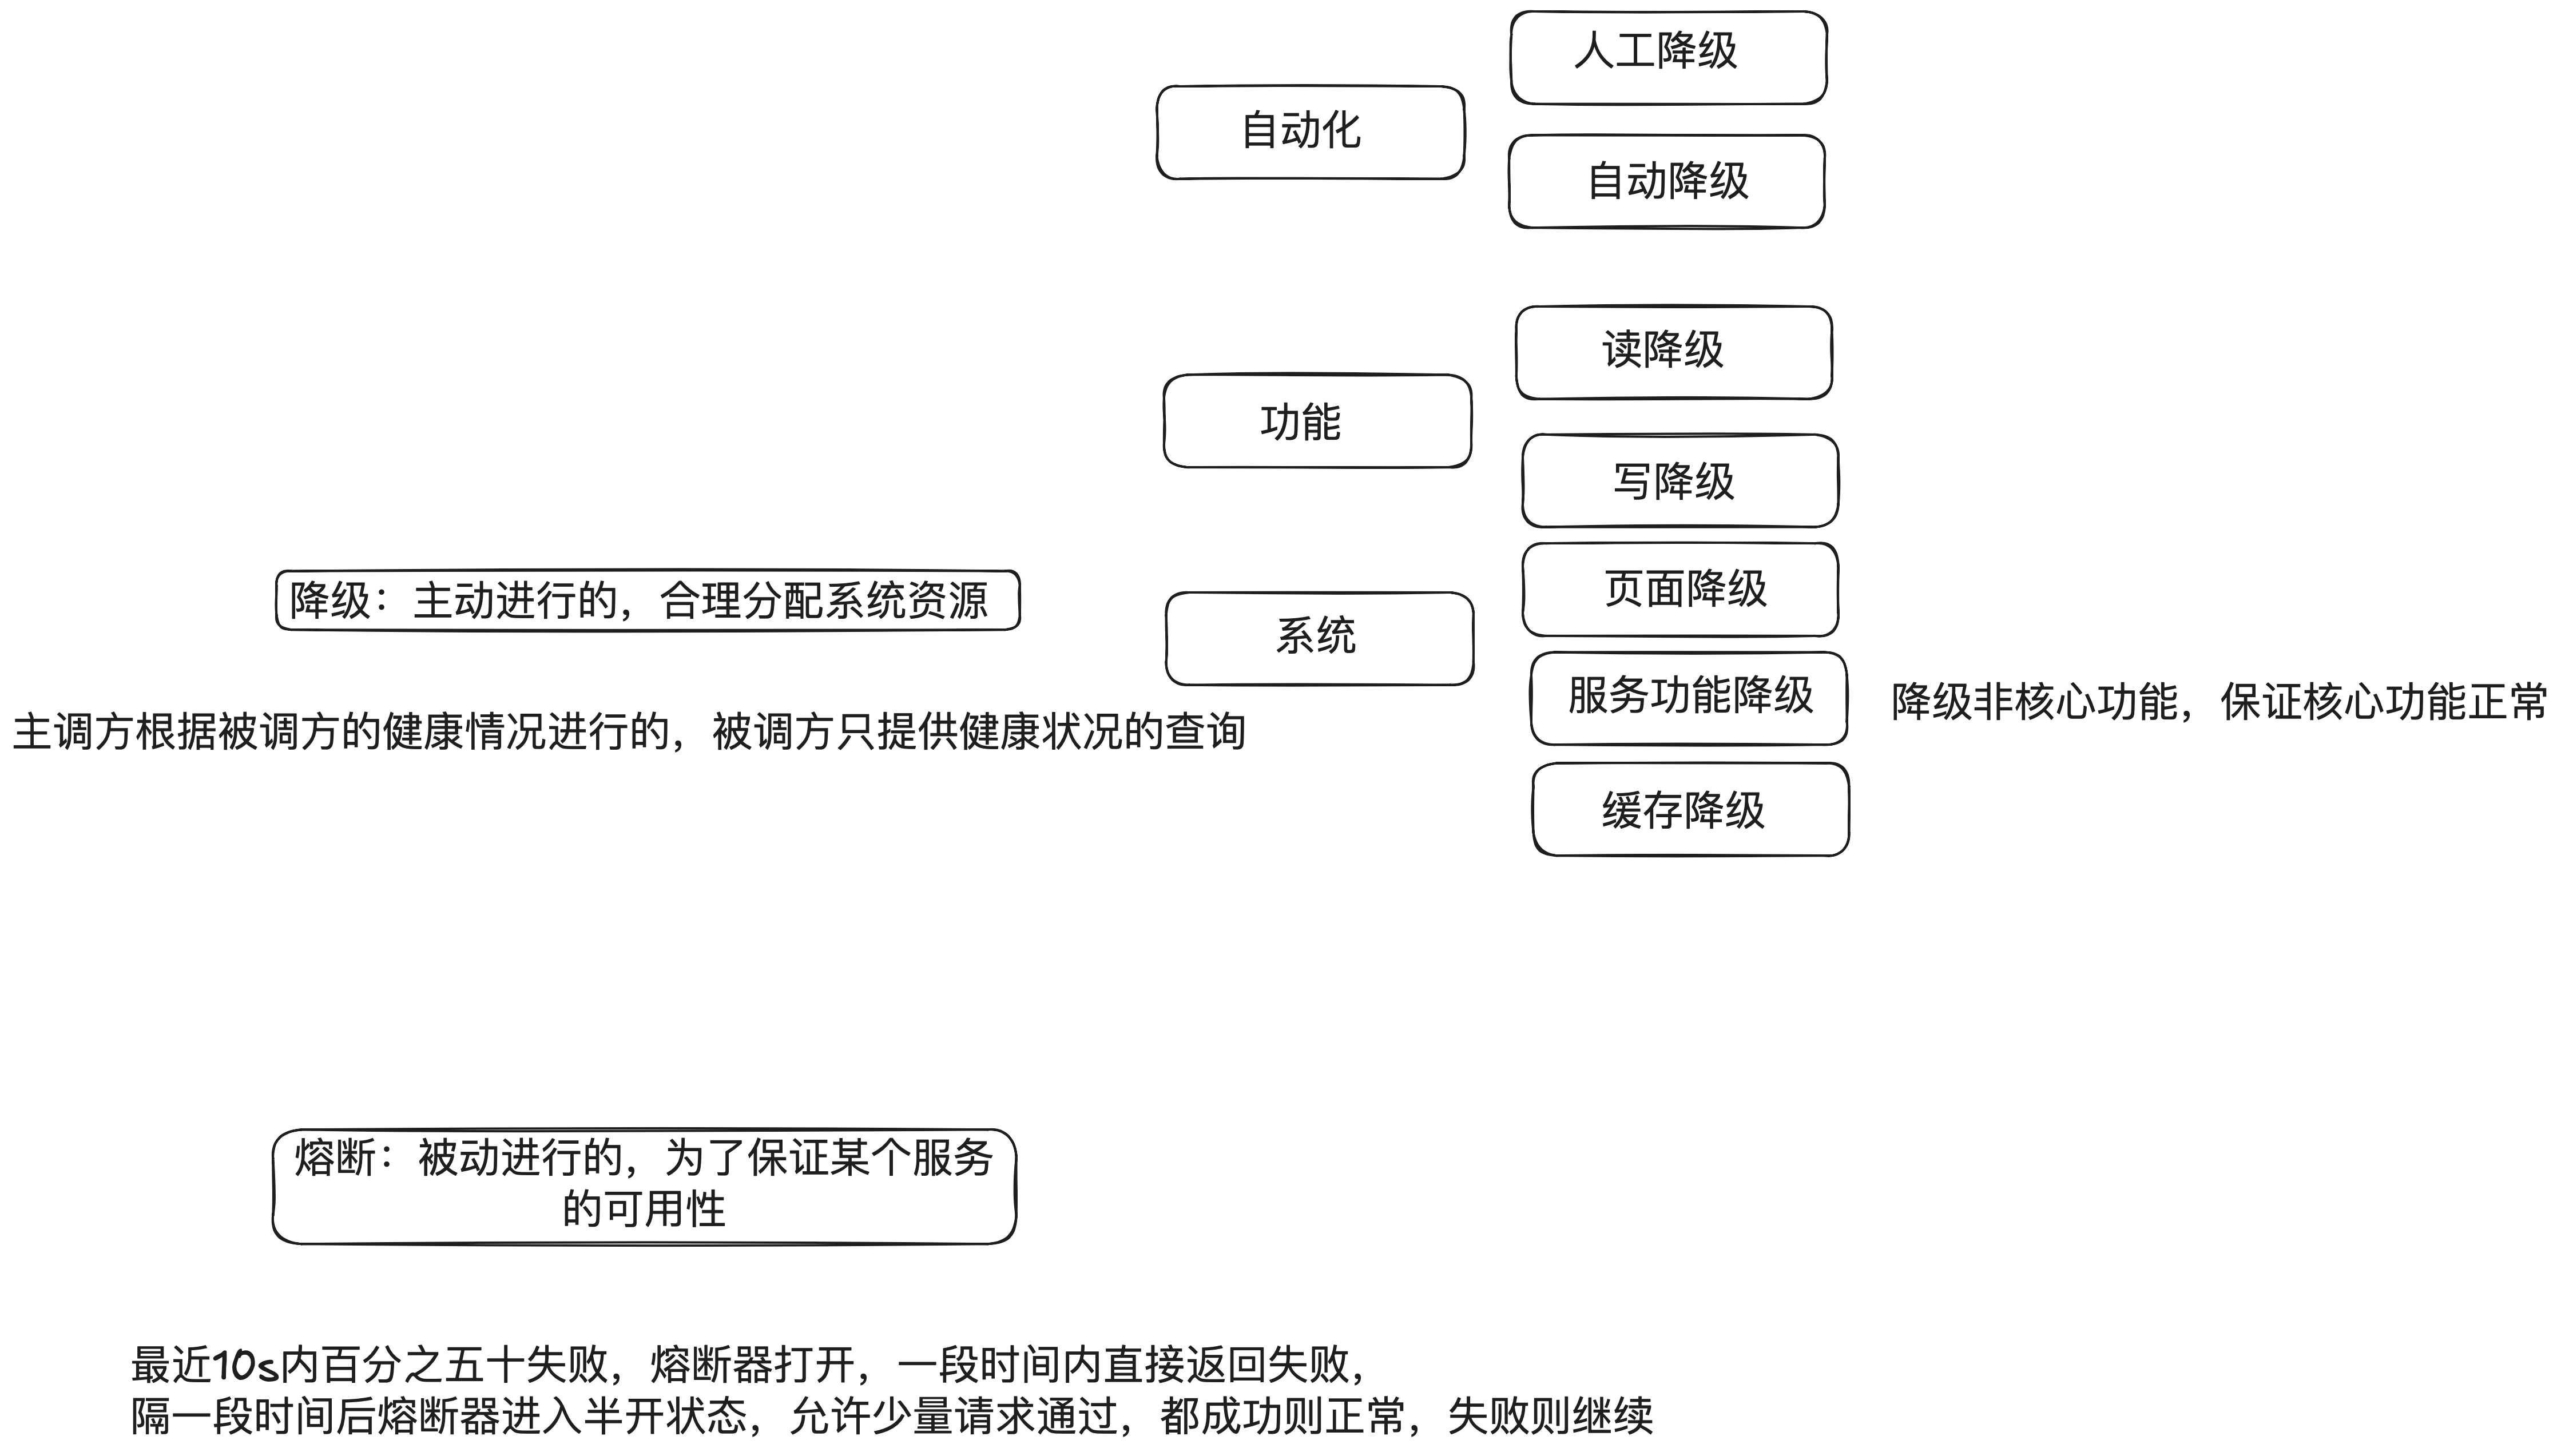 人工降级
自动化
自动降级
读降级
功能
写降级
页面降级
降级：主动进行的，合理分配系统资源
系统
服务功能降级
降级非核心功能，保证核心功能正常
主调方根据被调方的健康情况进行的，被调方只提供健康状况的查询
缓存降级
熔断：被动进行的，为了保证某个服务
的可用性
最近10s内百分之五十失败，熔断器打开，一段时间内直接返回失败，
隔一段时间后熔断器进入半开状态，允许少量请求通过，都成功则正常，失败则继续